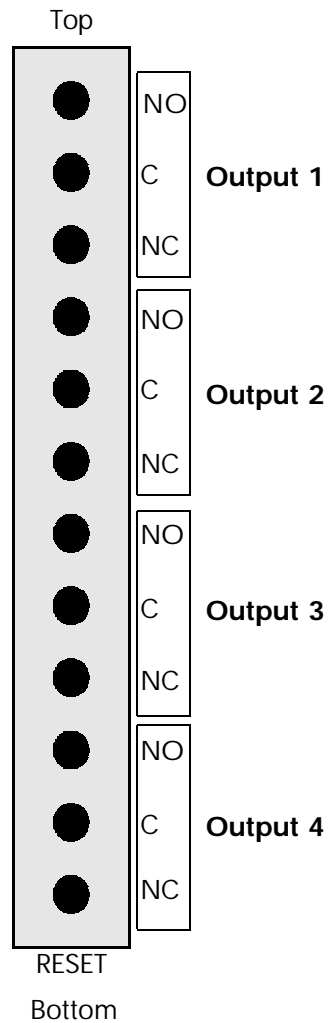 Top
NO
C Output 1
NC
NO
C Output 2
NC
NO
C Output 3
NC
NO
C Output 4
NC
RESET
Bottom